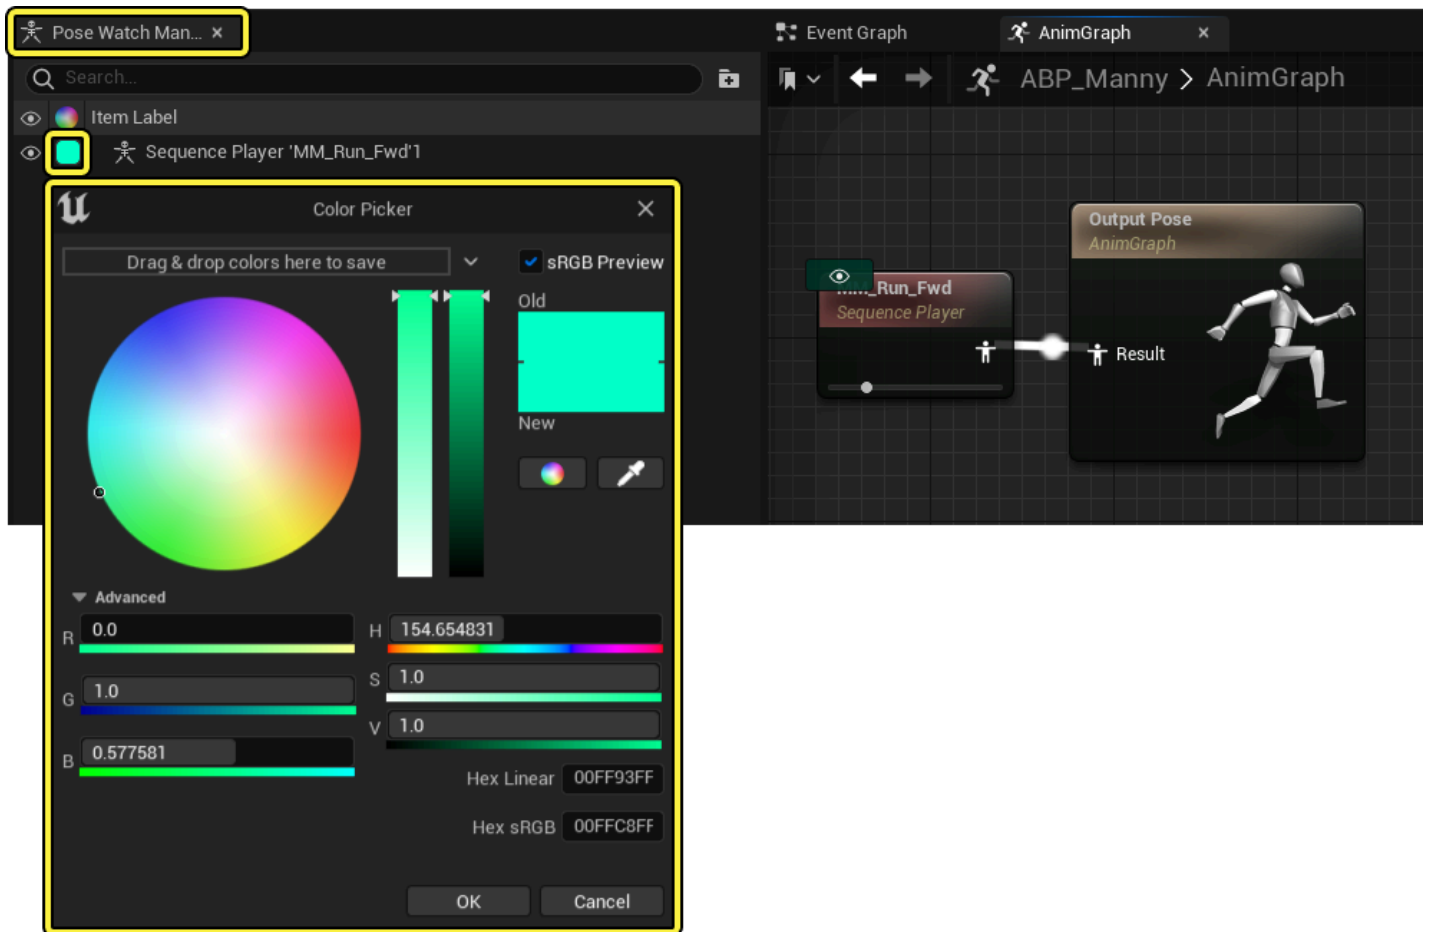 Pose Watch Man...
Search...
Item Label
Sequence Player 'MM_Run_Fwd'1
Color Picker
Drag & drop colors here to save
sRGB Preview
Old
New
Advanced
R 0.0
G 1.0
B 0.577581
H 154.654831
S 1.0
V 1.0
Hex Linear 00FF93FF
Hex sRGB 00FFC8FF
OK
Cancel
Event Graph
AnimGraph
ABP_Manny > AnimGraph
MM_Run_Fwd
Sequence Player
Output Pose
AnimGraph
Result